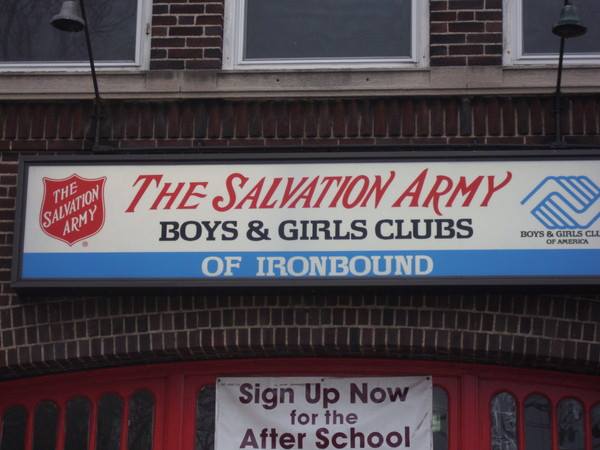 THE
SALVATION
ARMY
®
THE SALVATION ARMY
BOYS & GIRLS CLUBS
OF IRONBOUND
BOYS & GIRLS CLU
OF AMERICA
Sign Up Now
for the
After School